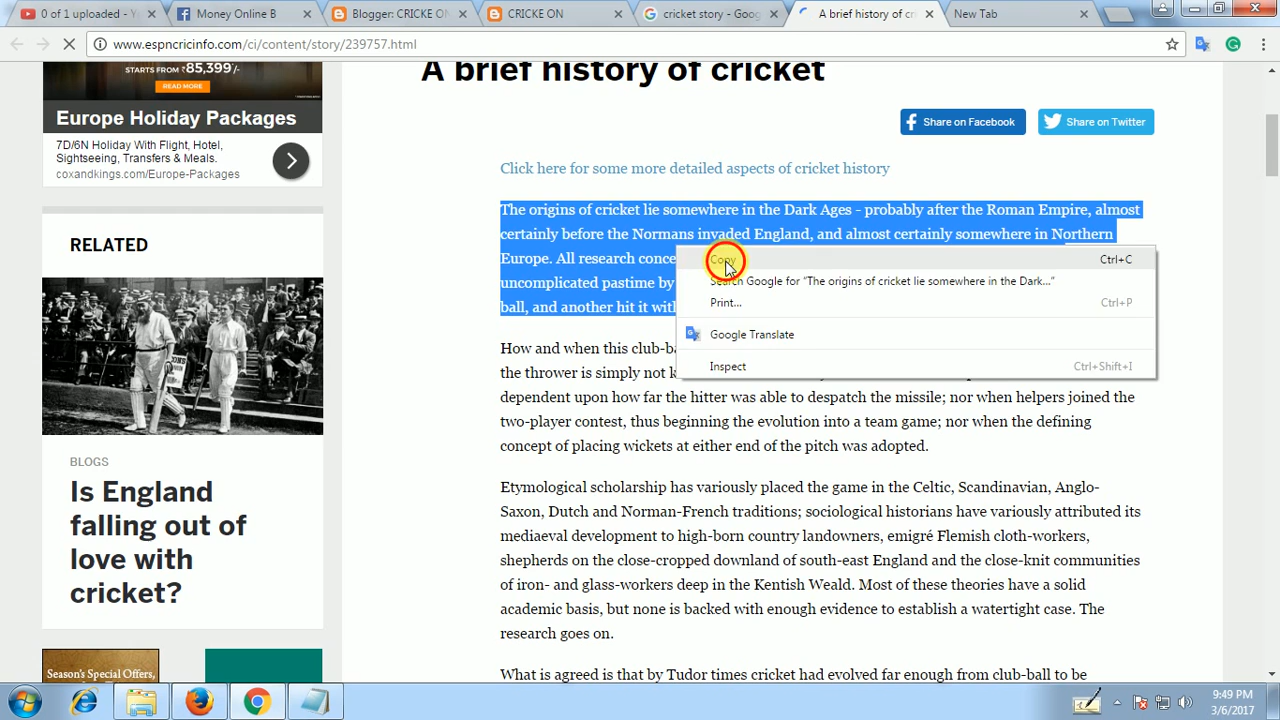 0 of 1 uploaded - Y
Money Online B
Blogger: CRICKE ON
CRICKE ON
cricket story - Goog
A brief history of cri
New Tab
www.espncricinfo.com/ci/content/story/239757.html
STARTS FROM ₹85,399/-
READ MORE
Europe Holiday Packages
7D/6N Holiday With Flight, Hotel,
Sightseeing, Transfers & Meals.
coxandkings.com/Europe-Packages
RELATED
BLOGS
Is England
falling out of
love with
cricket?
Season's Special Offers,
A brief history of cricket
Share on Facebook
Share on Twitter
Click here for some more detailed aspects of cricket history
The origins of cricket lie somewhere in the Dark Ages - probably after the Roman Empire, almost
certainly before the Normans invaded England, and almost certainly somewhere in Northern
Europe. All research conce
uncomplicated pastime by
ball, and another hit it with
Copy Ctrl+C
Search Google for “The origins of cricket lie somewhere in the Dark...”
Print... Ctrl+P
Google Translate
Inspect Ctrl+Shift+I
How and when this club-ba
the thrower is simply not k
dependent upon how far the hitter was able to despatch the missile; nor when helpers joined the
two-player contest, thus beginning the evolution into a team game; nor when the defining
concept of placing wickets at either end of the pitch was adopted.
Etymological scholarship has variously placed the game in the Celtic, Scandinavian, Anglo-
Saxon, Dutch and Norman-French traditions; sociological historians have variously attributed its
mediaeval development to high-born country landowners, emigré Flemish cloth-workers,
shepherds on the close-cropped downland of south-east England and the close-knit communities
of iron- and glass-workers deep in the Kentish Weald. Most of these theories have a solid
academic basis, but none is backed with enough evidence to establish a watertight case. The
research goes on.
What is agreed is that by Tudor times cricket had evolved far enough from club-ball to be
9:49 PM
3/6/2017